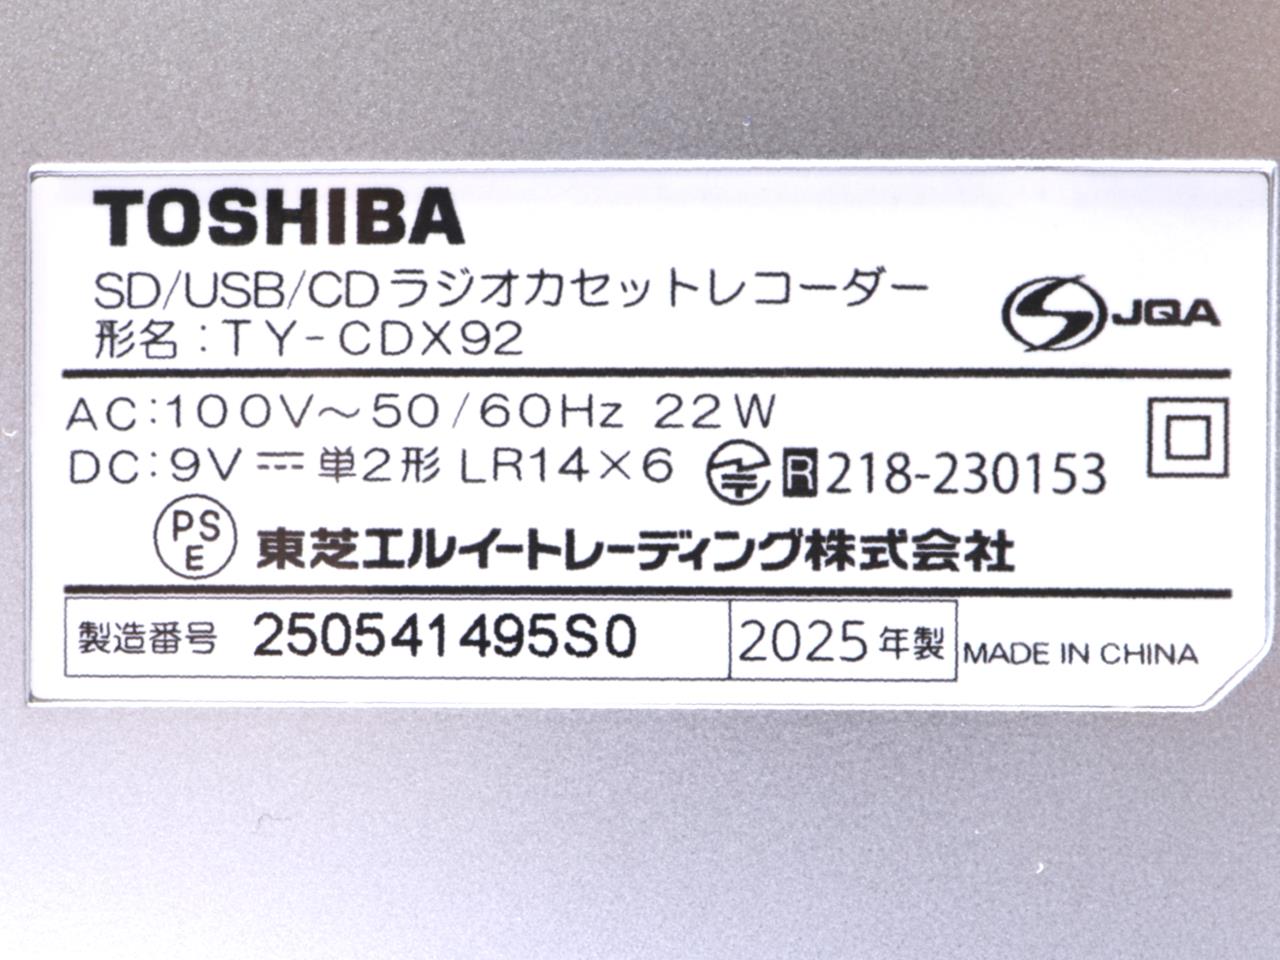 TOSHIBA
SD/USB/CDラジオカセットレコーダー
形名:TY-CDX92
JQA
AC:100V~50/60Hz 22W
DC:9V⎓単2形 LR14×6 R 218-230153
PSE 東芝エルイートレーディング株式会社
製造番号 250541495S0 2025年製 MADE IN CHINA